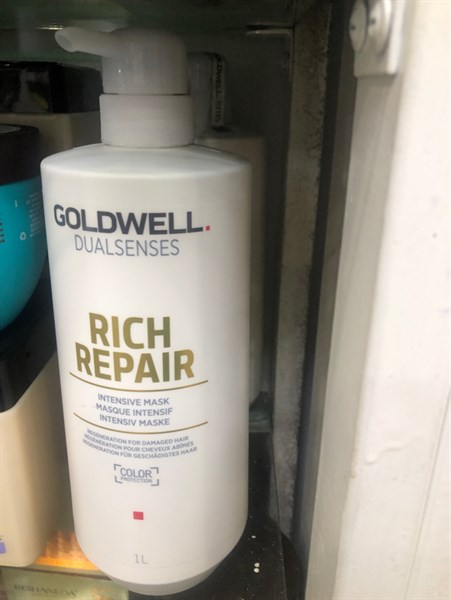 GOLDWELL.
DUALSENSES
RICH
REPAIR
INTENSIVE MASK
MASQUE INTENSIF
INTENSIV MASKE
REGENERATION FOR DAMAGED HAIR
RÉGÉNÉRATION POUR CHEVEUX ABÎMÉS
REGENERATION FÜR GESCHÄDIGTES HAAR
COLOR
PROTECTION
1L